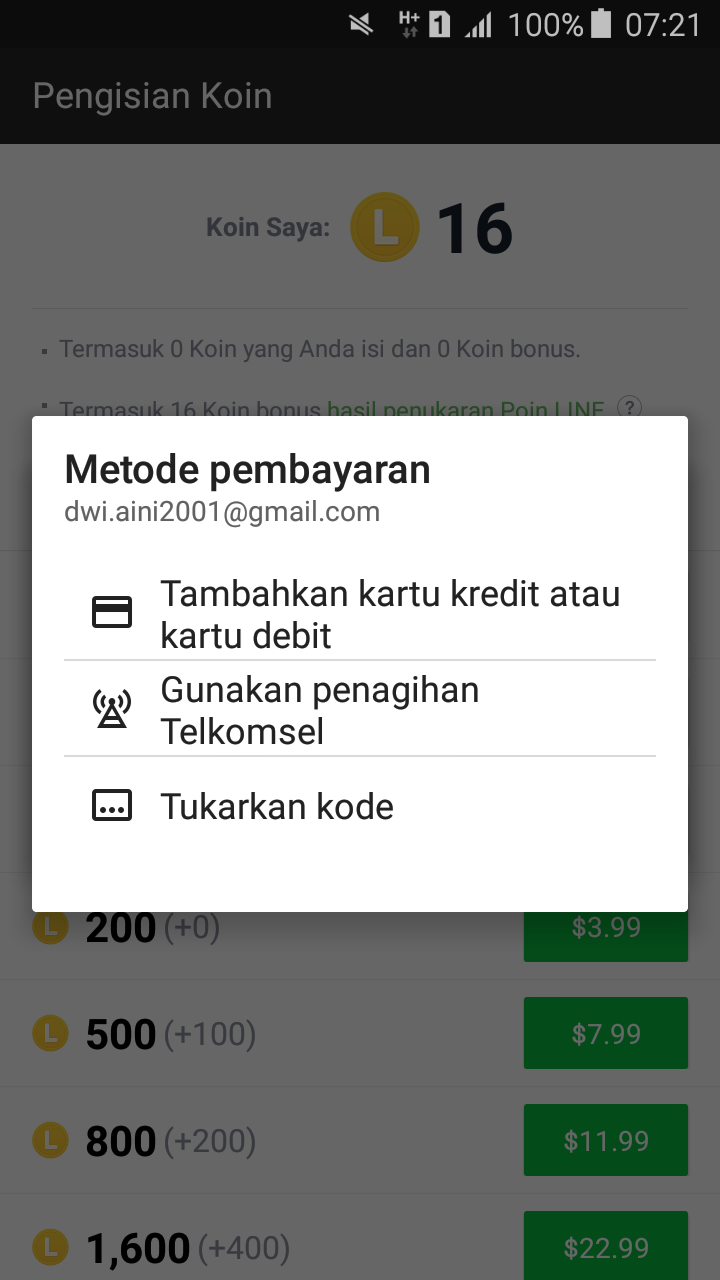 H+ 1 100% 07:21
Pengisian Koin
Koin Saya: L 16
Termasuk 0 Koin yang Anda isi dan 0 Koin bonus.
Termasuk 16 Koin bonus hasil penukaran Poin LINE ?
Metode pembayaran
dwi.aini2001@gmail.com
Tambahkan kartu kredit atau
kartu debit
Gunakan penagihan
Telkomsel
Tukarkan kode
L 200 (+0) $3.99
L 500 (+100) $7.99
L 800 (+200) $11.99
L 1,600 (+400) $22.99